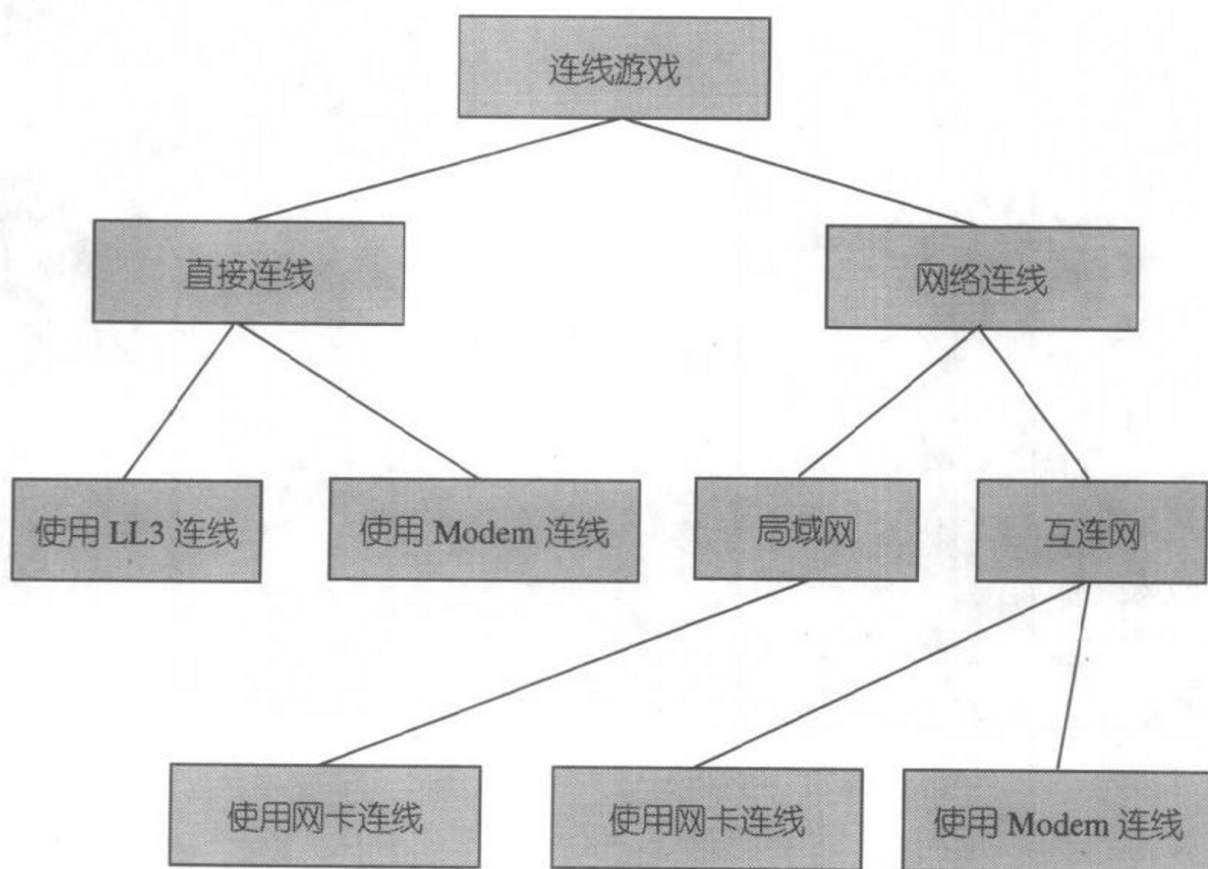 连线游戏
直接连线
网络连线
使用 LL3 连线
使用 Modem 连线
局域网
互连网
使用网卡连线
使用网卡连线
使用 Modem 连线